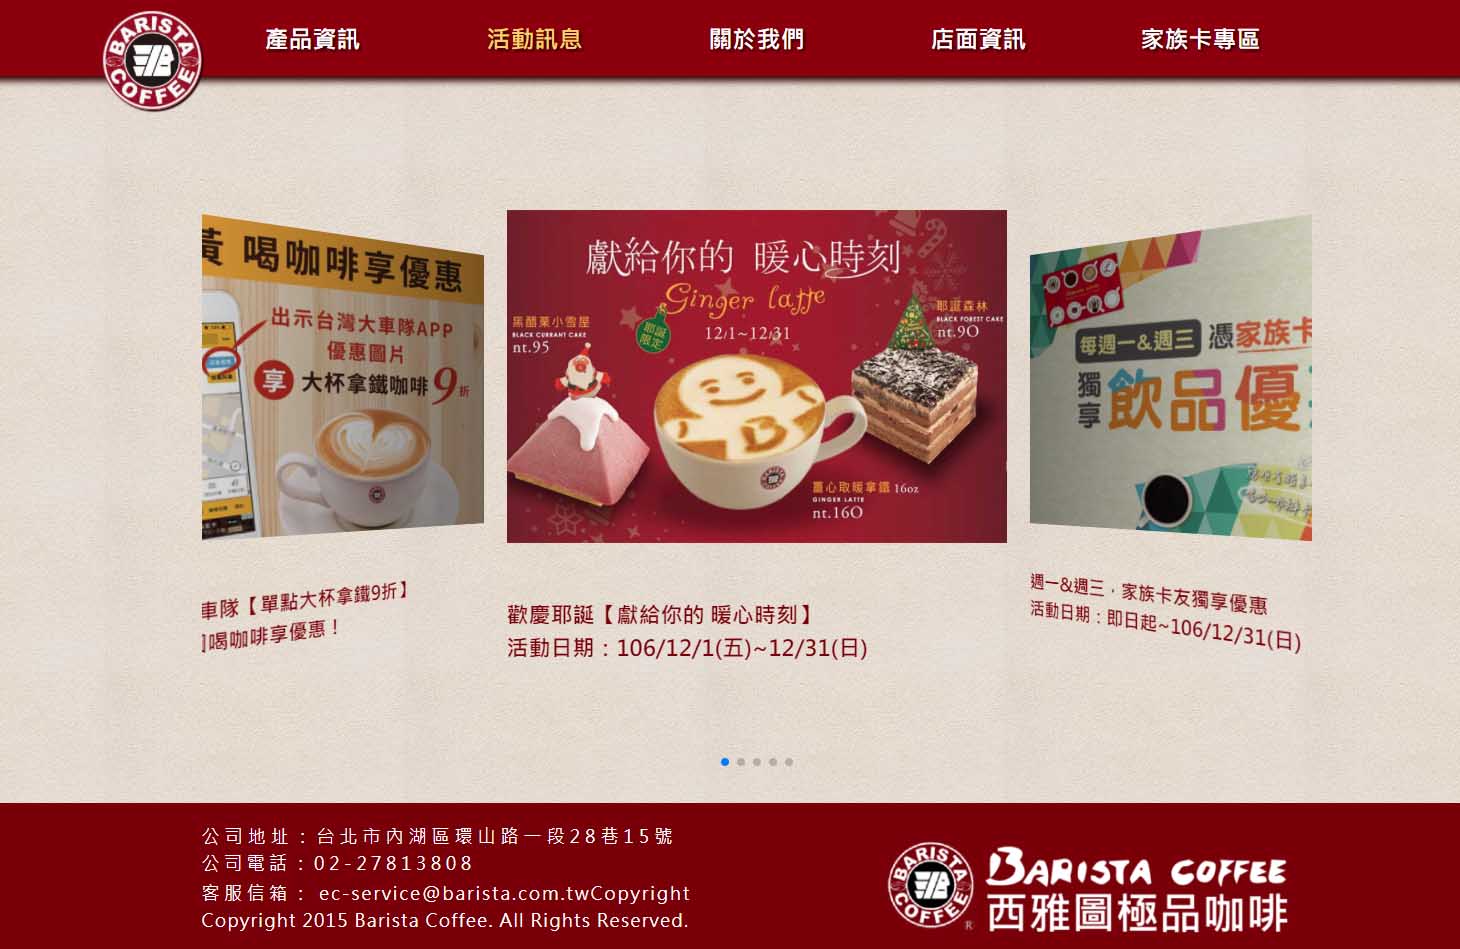 BARISTA COFFEE
產品資訊
活動訊息
關於我們
店面資訊
家族卡專區
喝咖啡享優惠
出示台灣大車隊APP
優惠圖片
享 大杯拿鐵咖啡9折
獻給你的 暖心時刻
Ginger latte
12/1~12/31
耶誕限定
黑醋菓小雪屋
BLACK CURRANT CAKE
nt.95
耶誕森林
BLACK FOREST CAKE
nt.90
薑心取暖拿鐵 16oz
GINGER LATTE
nt.160
每週一&週三 憑家族卡
獨享 飲品優
車隊【單點大杯拿鐵9折】
喝咖啡享優惠！
歡慶耶誕【獻給你的 暖心時刻】
活動日期：106/12/1(五)~12/31(日)
週一&週三，家族卡友獨享優惠
活動日期：即日起~106/12/31(日)
公司地址：台北市內湖區環山路一段28巷15號
公司電話：02-27813808
客服信箱： ec-service@barista.com.twCopyright
Copyright 2015 Barista Coffee. All Rights Reserved.
BARISTA COFFEE
®
BARISTA COFFEE
西雅圖極品咖啡